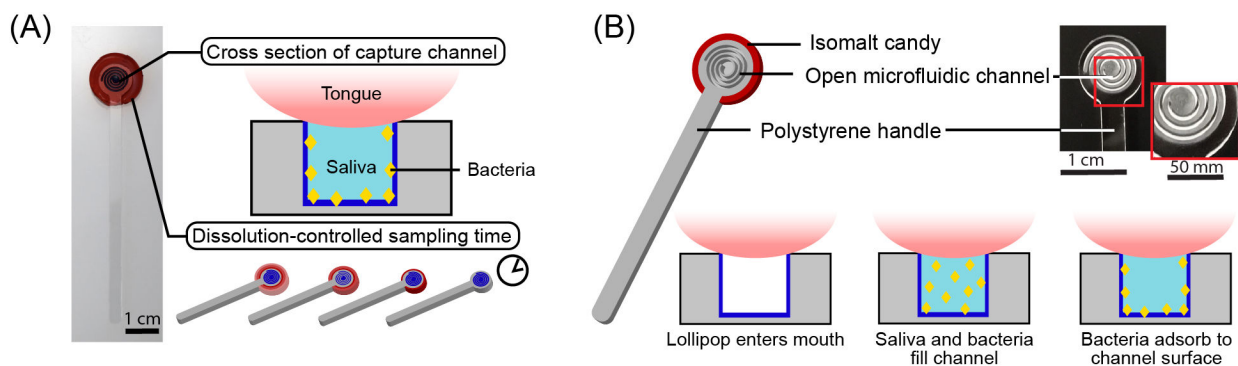 (A)
Cross section of capture channel
Tongue
Saliva
Bacteria
Dissolution-controlled sampling time
1 cm
(B)
Isomalt candy
Open microfluidic channel
Polystyrene handle
1 cm
50 mm
Lollipop enters mouth
Saliva and bacteria
fill channel
Bacteria adsorb to
channel surface